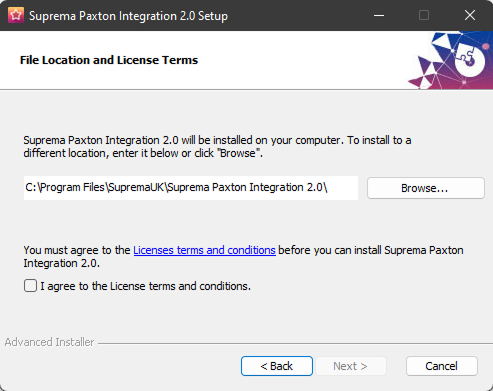 Suprema Paxton Integration 2.0 Setup
File Location and License Terms
Suprema Paxton Integration 2.0 will be installed on your computer. To install to a
different location, enter it below or click "Browse".
C:\Program Files\SupremaUK\Suprema Paxton Integration 2.0\
Browse...
You must agree to the Licenses terms and conditions before you can install Suprema Paxton
Integration 2.0.
I agree to the License terms and conditions.
Advanced Installer
< Back
Next >
Cancel